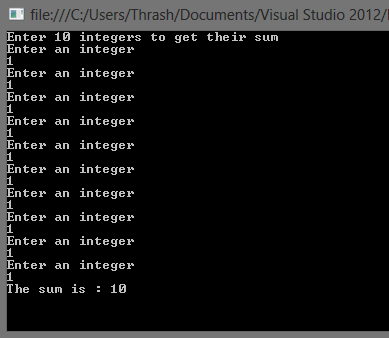 file:///C:/Users/Thrash/Documents/Visual Studio 2012/
Enter 10 integers to get their sum
Enter an integer
1
Enter an integer
1
Enter an integer
1
Enter an integer
1
Enter an integer
1
Enter an integer
1
Enter an integer
1
Enter an integer
1
Enter an integer
1
Enter an integer
1
The sum is : 10